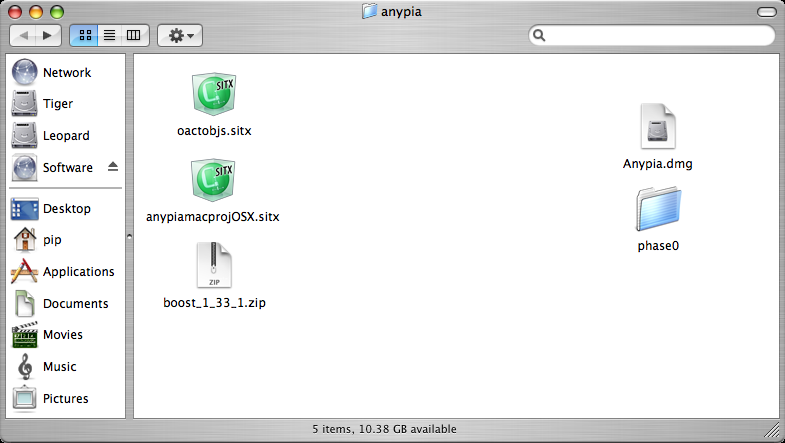 anypia
Network
Tiger
Leopard
Software
Desktop
pip
Applications
Documents
Movies
Music
Pictures
SITX
oactobjs.sitx
SITX
anypiamacprojOSX.sitx
ZIP
boost_1_33_1.zip
Anypia.dmg
phase0
5 items, 10.38 GB available